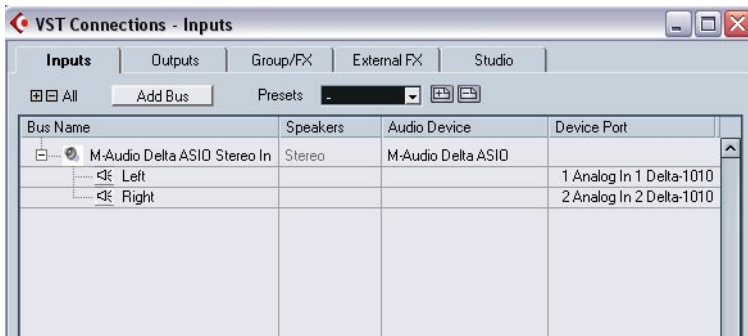 VST Connections - Inputs
Inputs Outputs Group/FX External FX Studio
All Add Bus Presets -
Bus Name Speakers Audio Device Device Port
M-Audio Delta ASIO Stereo In Stereo M-Audio Delta ASIO
Left 1 Analog In 1 Delta-1010
Right 2 Analog In 2 Delta-1010